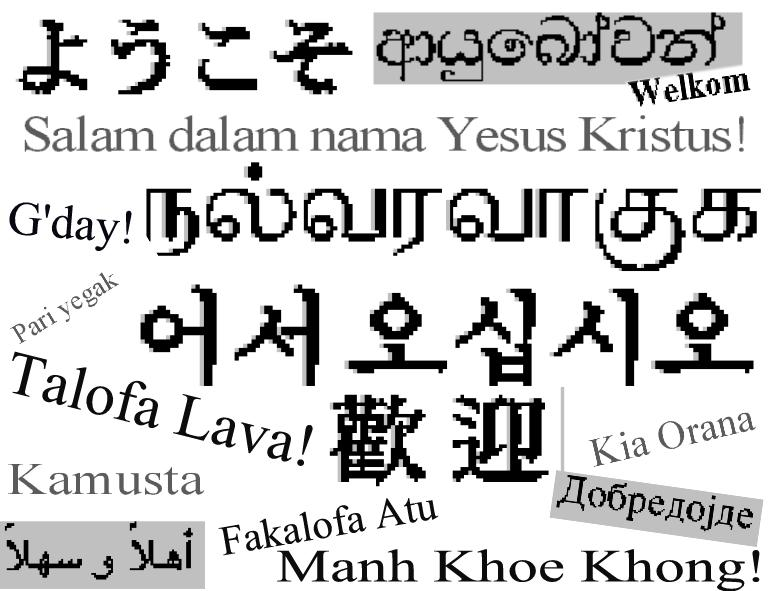 ようこそ
ආයුබෝවන්
Welkom
Salam dalam nama Yesus Kristus!
G'day!
நல்வரவாகுக
Pari yegak
어서오십시오
Talofa Lava!
歡迎
Kia Orana
Kamusta
Добредојде
Fakalofa Atu
أهلاً و سهلاً
Manh Khoe Khong!